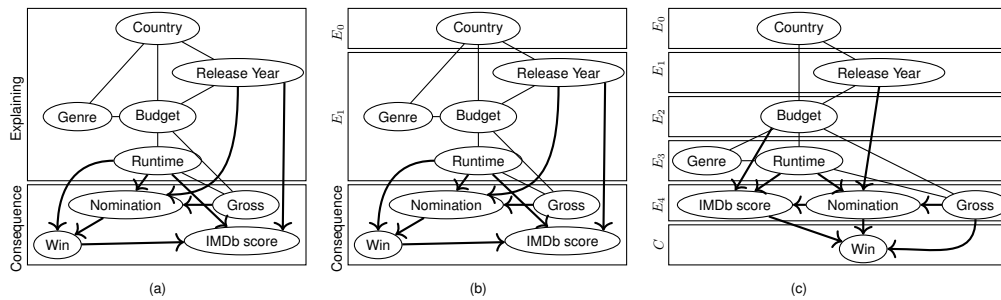 Explaining
Consequence
Country
Release Year
Genre
Budget
Runtime
Nomination
Gross
Win
IMDb score
(a)
E₀
E₁
Consequence
Country
Release Year
Genre
Budget
Runtime
Nomination
Gross
Win
IMDb score
(b)
E₀
E₁
E₂
E₃
E₄
C
Country
Release Year
Budget
Genre
Runtime
IMDb score
Nomination
Gross
Win
(c)